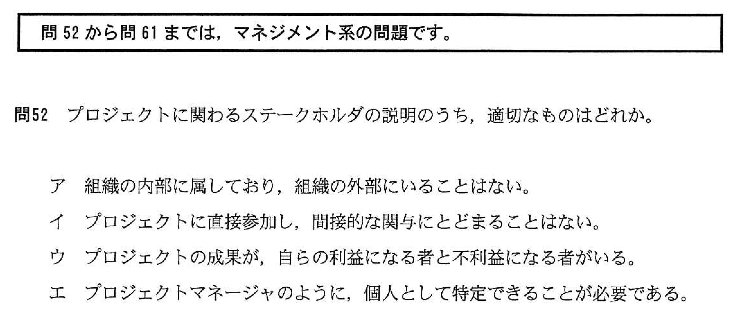 問52から問61までは，マネジメント系の問題です。
問52 プロジェクトに関わるステークホルダの説明のうち，適切なものはどれか。
ア 組織の内部に属しており，組織の外部にいることはない。
イ プロジェクトに直接参加し，間接的な関与にとどまることはない。
ウ プロジェクトの成果が，自らの利益になる者と不利益になる者がいる。
エ プロジェクトマネージャのように，個人として特定できることが必要である。